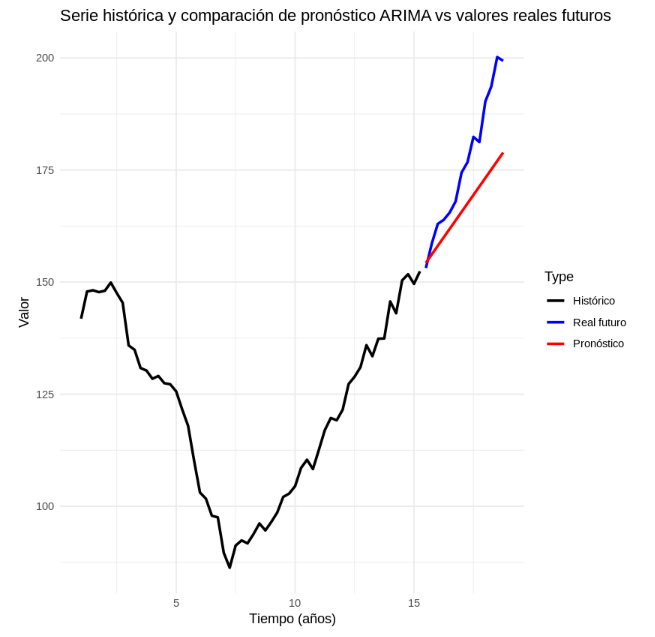 Serie histórica y comparación de pronóstico ARIMA vs valores reales futuros
200
175
150
125
100
Valor
5
10
15
Tiempo (años)
Type
Histórico
Real futuro
Pronóstico